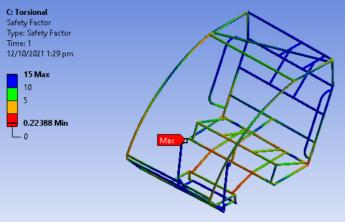 C: Torsional
Safety Factor
Type: Safety Factor
Time: 1
12/10/2021 1:29 pm
15 Max
10
5
0.22388 Min
0
Max